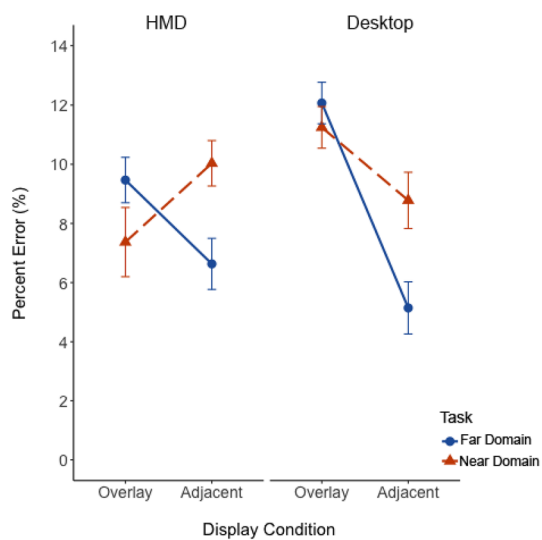 HMD
Desktop
14
12
10
8
6
4
2
0
Percent Error (%)
Overlay
Adjacent
Overlay
Adjacent
Display Condition
Task
Far Domain
Near Domain